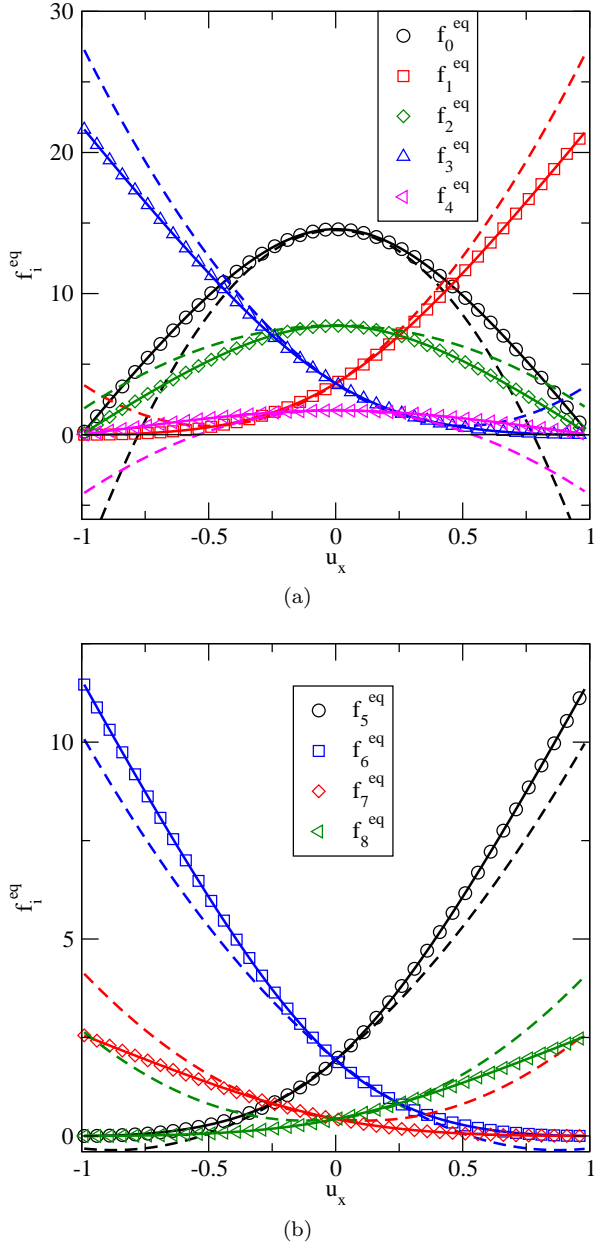 30
20
10
0
f_i^eq
-1 -0.5 0 0.5 1
u_x
f_0^eq
f_1^eq
f_2^eq
f_3^eq
f_4^eq
(a)
10
5
0
f_i^eq
-1 -0.5 0 0.5 1
u_x
f_5^eq
f_6^eq
f_7^eq
f_8^eq
(b)